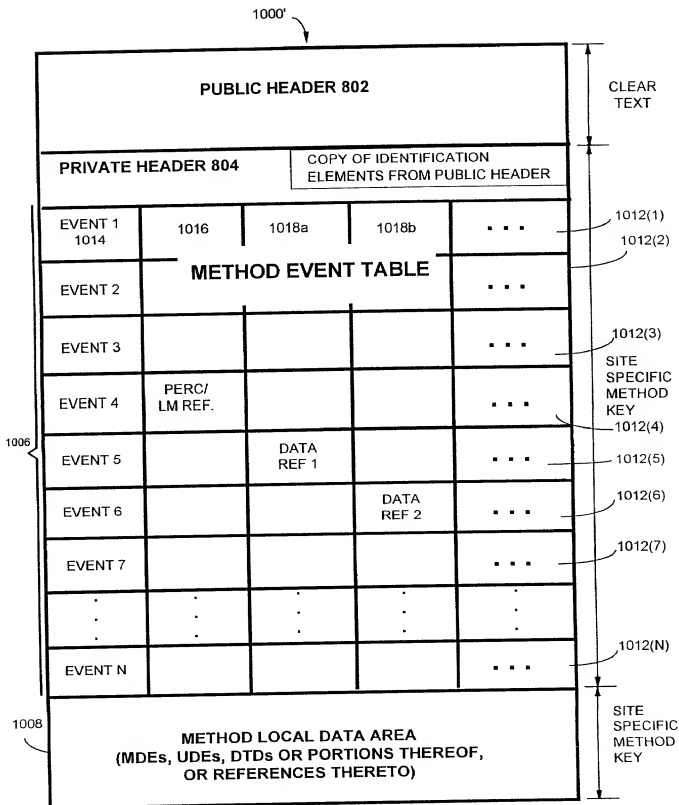 1000'
PUBLIC HEADER 802
CLEAR
TEXT
PRIVATE HEADER 804
COPY OF IDENTIFICATION
ELEMENTS FROM PUBLIC HEADER
EVENT 1
1014
1016
1018a
1018b
. . .
1012(1)
1012(2)
METHOD EVENT TABLE
EVENT 2
. . .
EVENT 3
. . .
1012(3)
SITE
SPECIFIC
METHOD
KEY
EVENT 4
PERC/
LM REF.
. . .
1012(4)
1006
EVENT 5
DATA
REF 1
. . .
1012(5)
EVENT 6
DATA
REF 2
. . .
1012(6)
EVENT 7
. . .
1012(7)
. . . . .
. . . . .
. . . . .
EVENT N
. . .
1012(N)
1008
METHOD LOCAL DATA AREA
(MDEs, UDEs, DTDs OR PORTIONS THEREOF,
OR REFERENCES THERETO)
SITE
SPECIFIC
METHOD
KEY